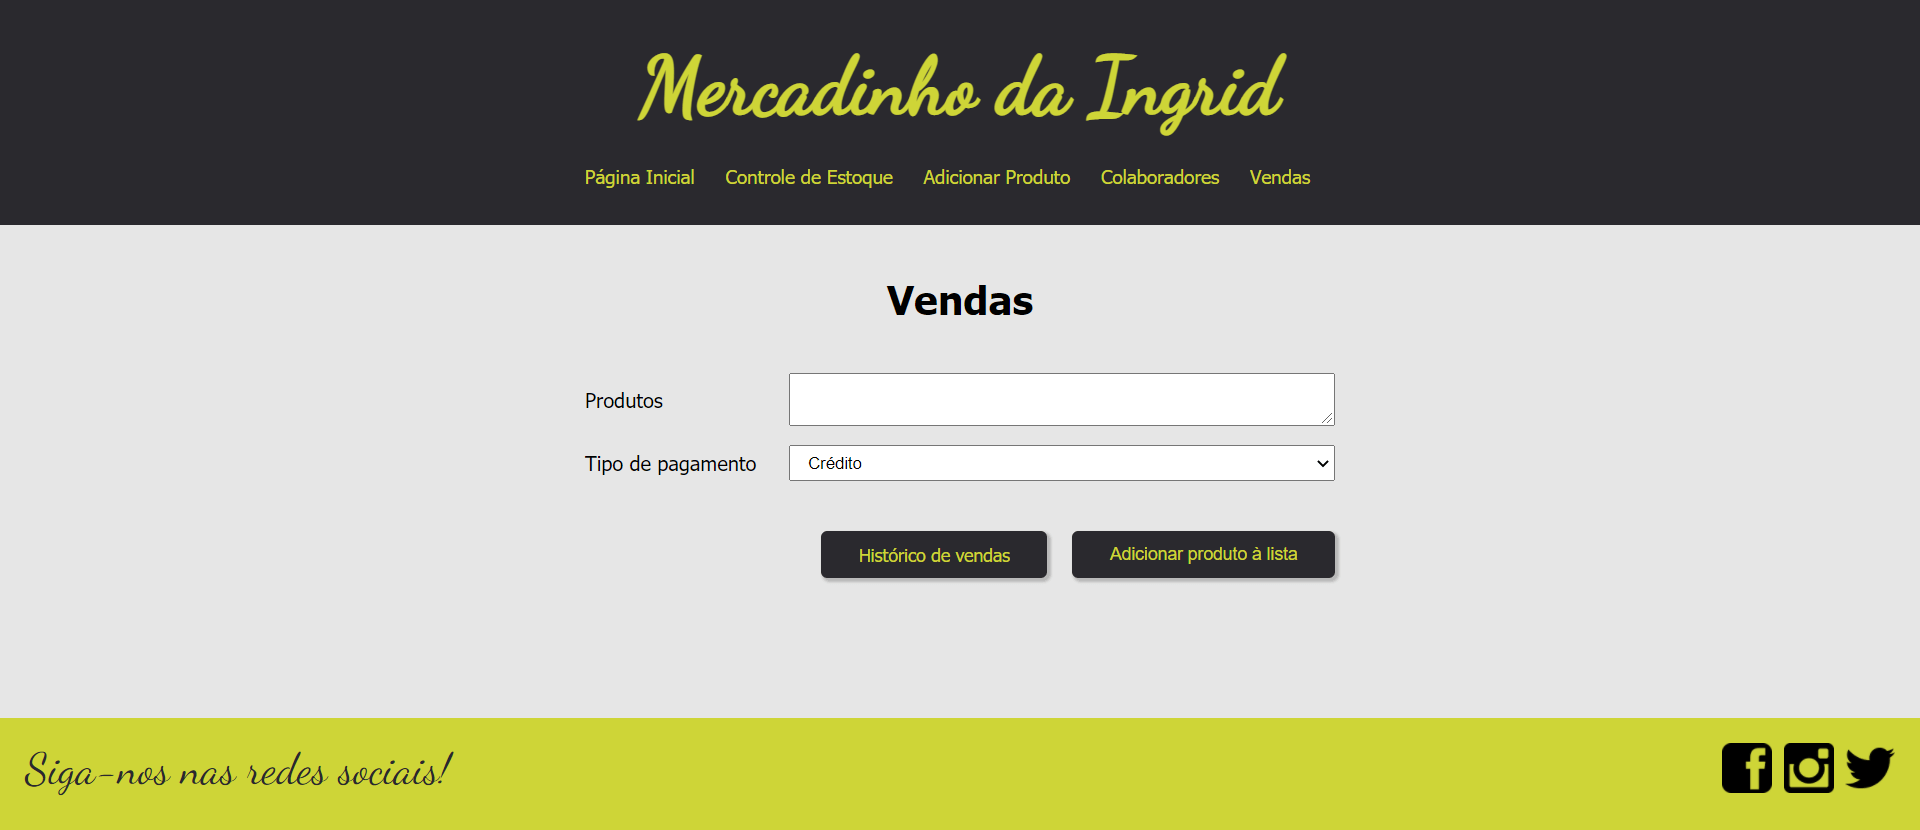 Mercadinho da Ingrid
Página Inicial Controle de Estoque Adicionar Produto Colaboradores Vendas
Vendas
Produtos
Tipo de pagamento Crédito
Histórico de vendas Adicionar produto à lista
Siga-nos nas redes sociais!